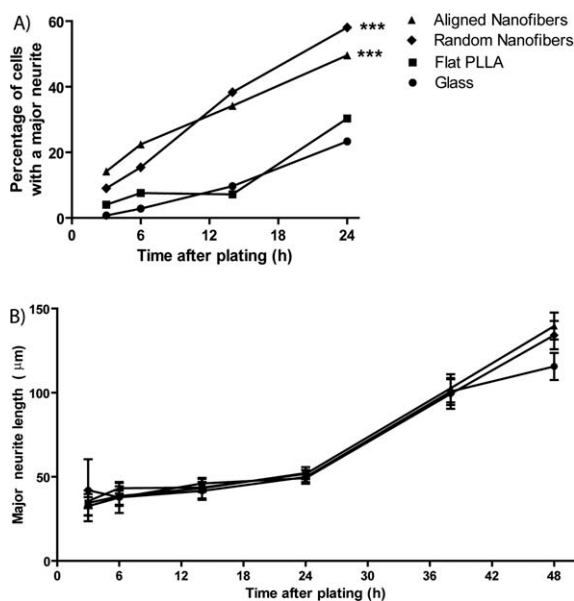 A)
60
40
20
0
Percentage of cells
with a major neurite
***
***
0 6 12 18 24
Time after plating (h)
Aligned Nanofibers
Random Nanofibers
Flat PLLA
Glass
B)
150
100
50
0
Major neurite length ( μm)
0 6 12 18 24 30 36 42 48
Time after plating (h)